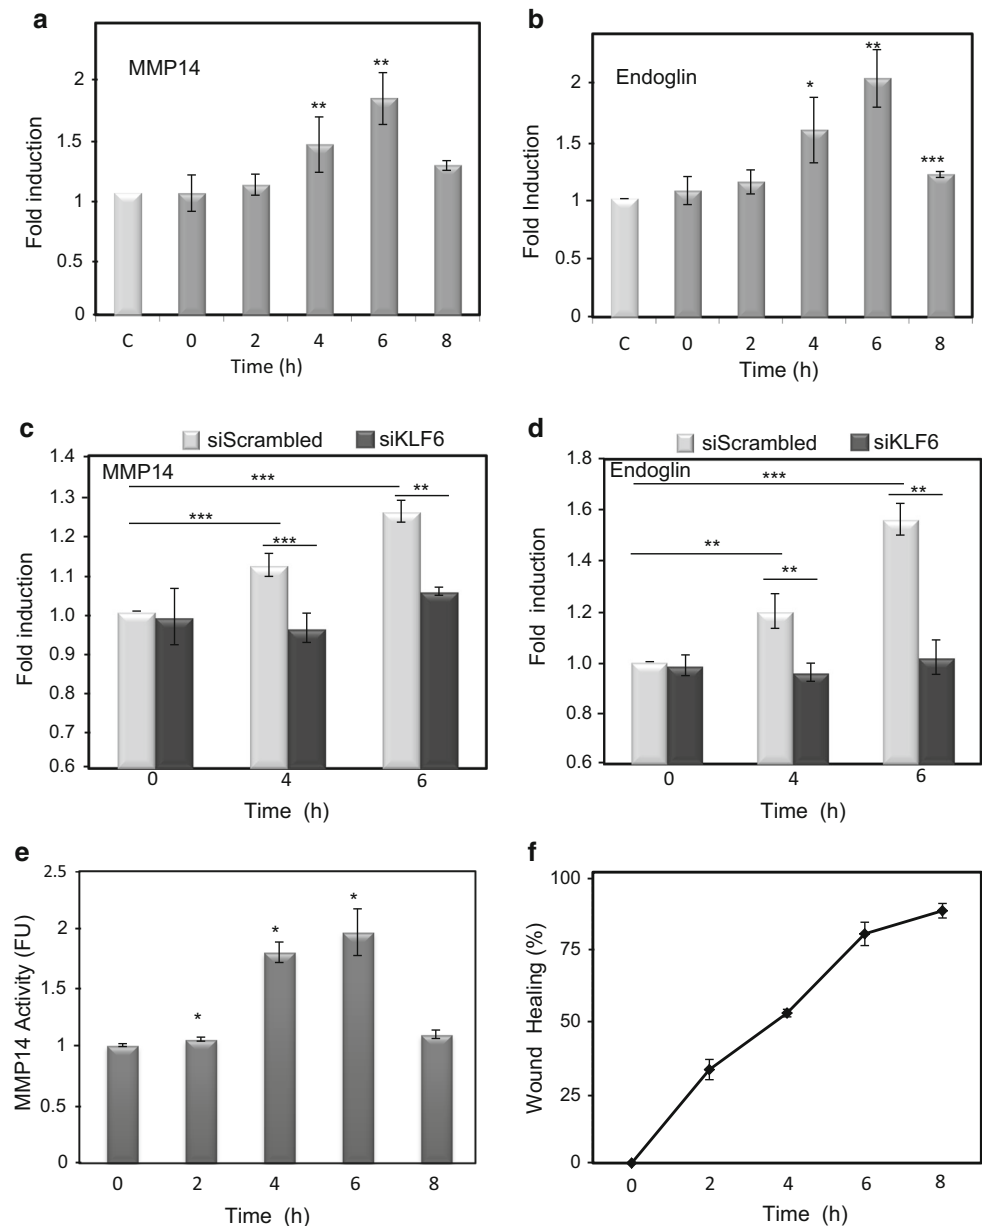 a
MMP14
Fold induction
2
1.5
1
0.5
0
**
**
C 0 2 4 6 8
Time (h)
b
Endoglin
Fold Induction
2
1.5
1
0.5
0
*
**
***
C 0 2 4 6 8
Time (h)
c
siScrambled siKLF6
MMP14
Fold induction
1.4
1.3
1.2
1.1
1.0
0.9
0.8
0.7
0.6
***
**
***
***
0 4 6
Time (h)
d
siScrambled siKLF6
Endoglin
Fold induction
1.8
1.6
1.4
1.2
1.0
0.8
0.6
***
**
**
**
0 4 6
Time (h)
e
MMP14 Activity (FU)
2.5
2
1.5
1
0.5
0
*
*
*
0 2 4 6 8
Time (h)
f
Wound Healing (%)
100
75
50
25
0
0 2 4 6 8
Time (h)